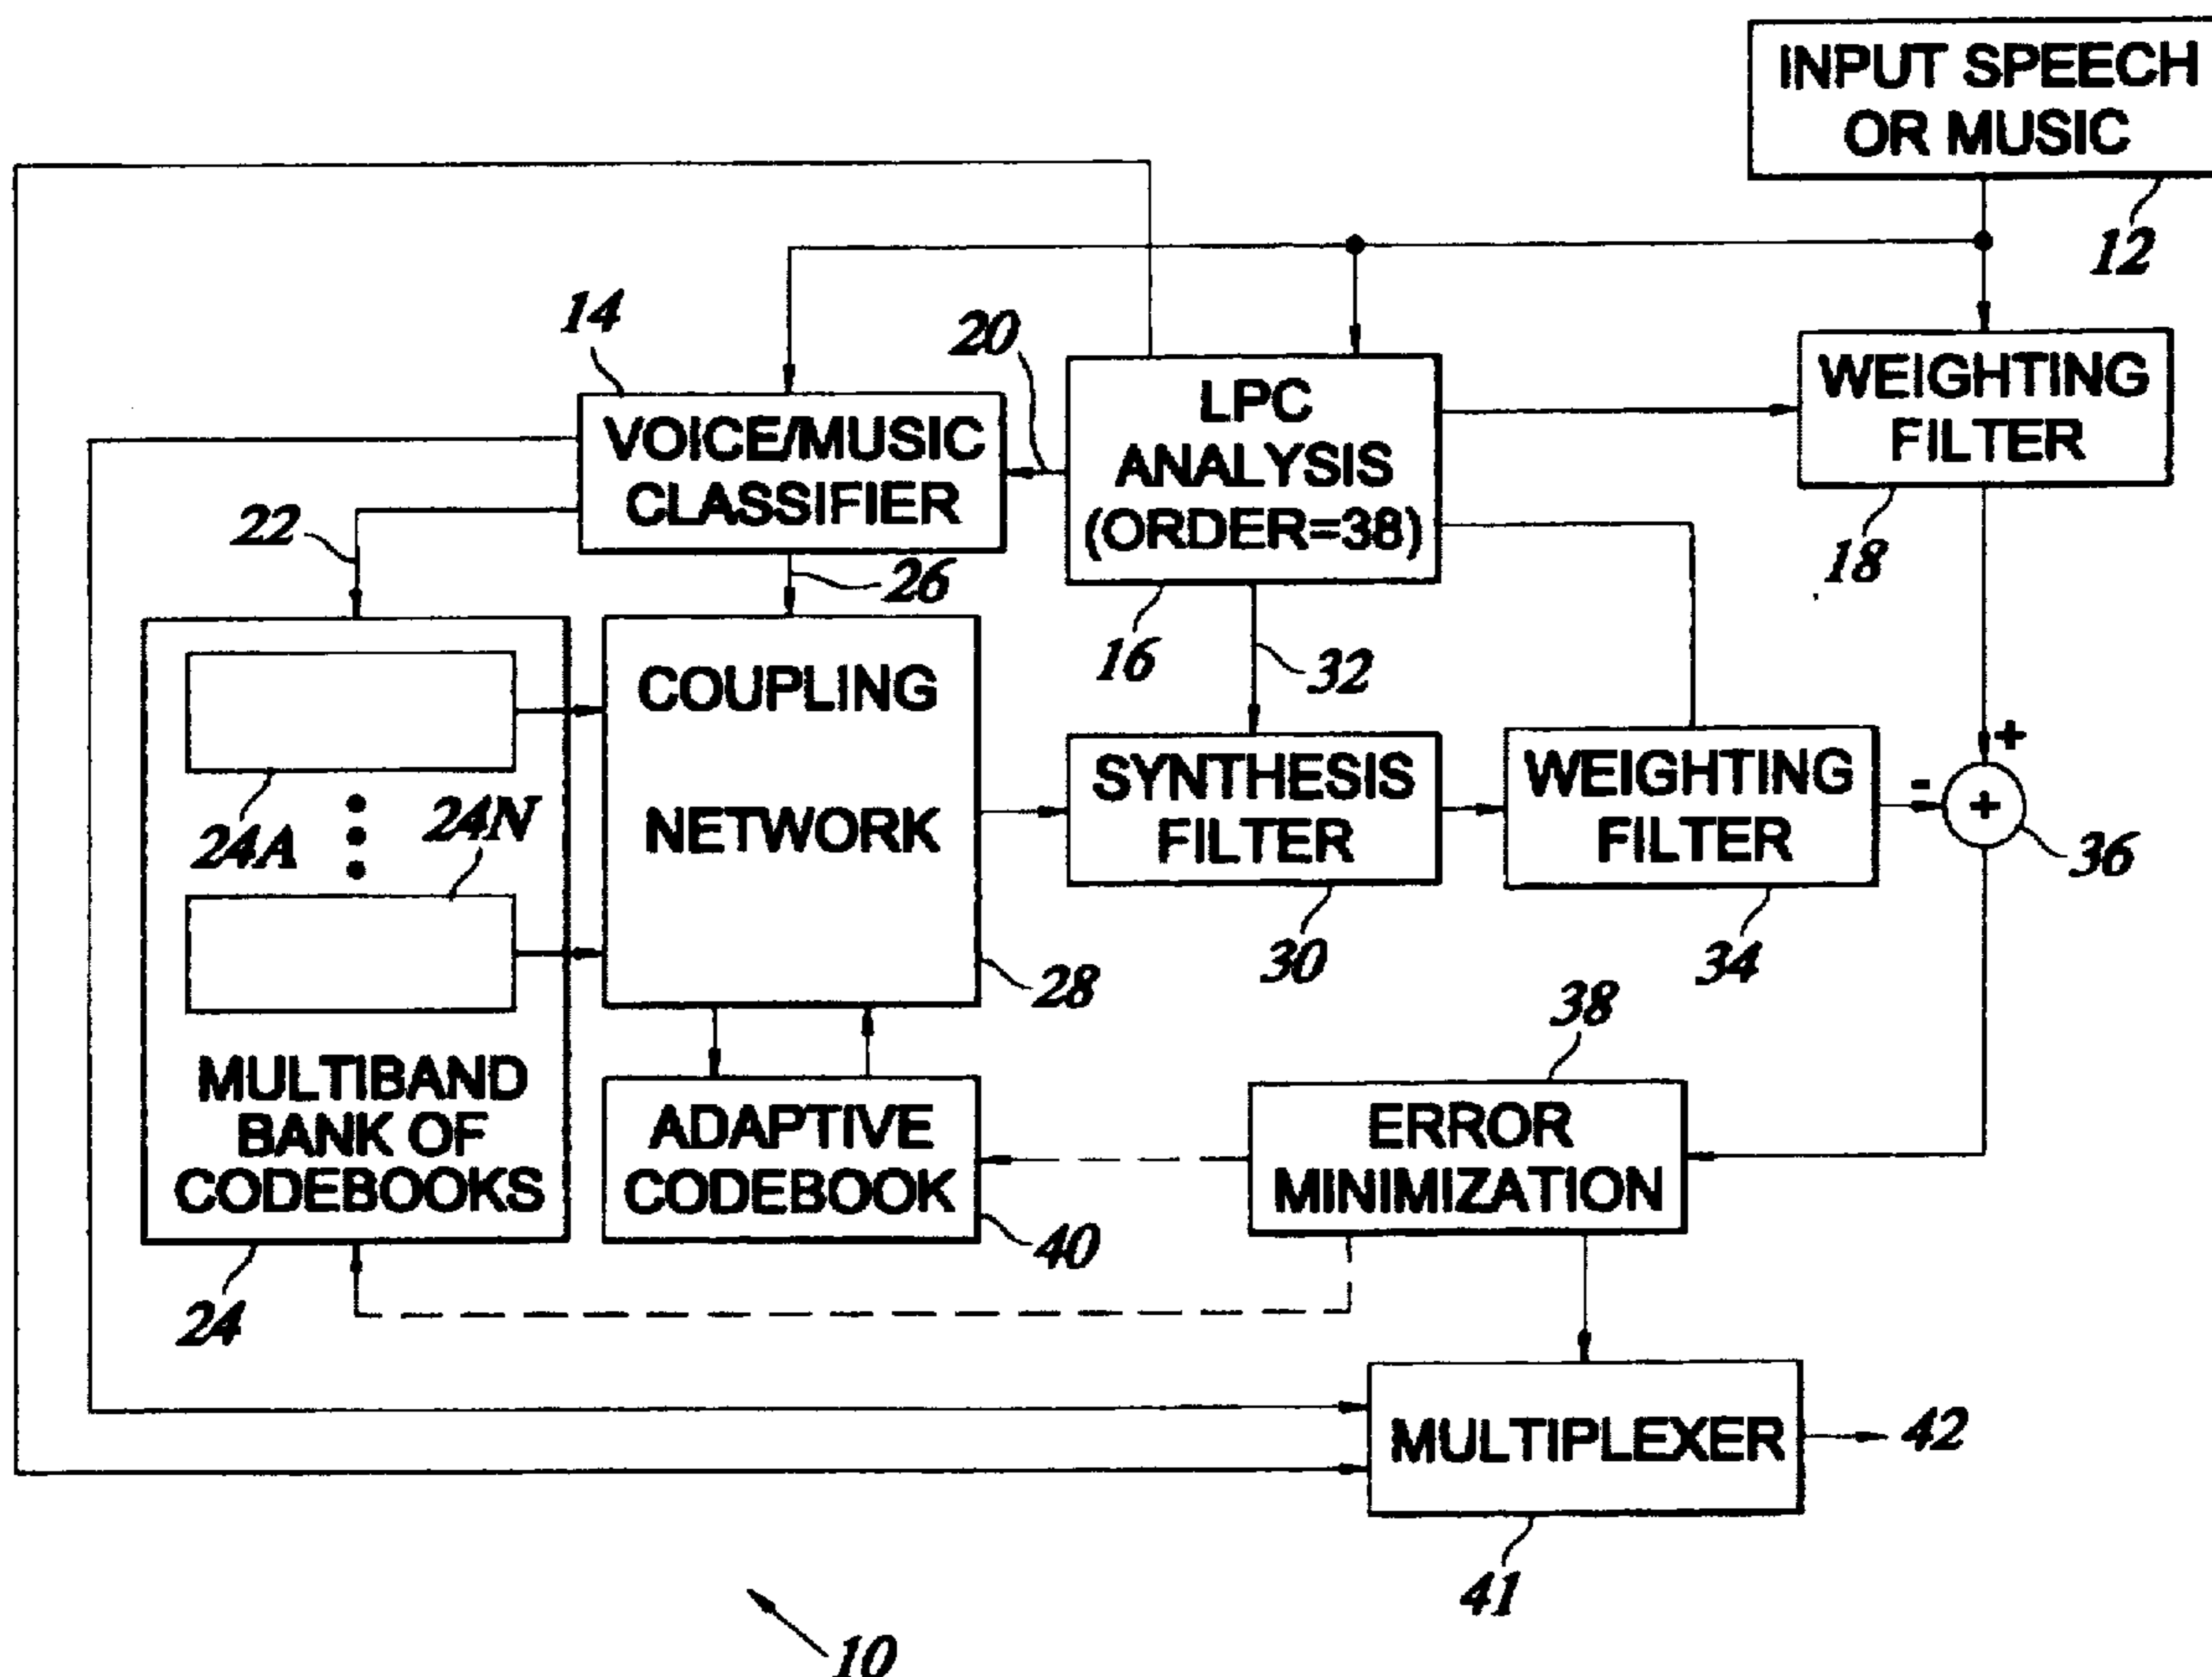 INPUT SPEECH
OR MUSIC
12
14
20
LPC
ANALYSIS
(ORDER=38)
WEIGHTING
FILTER
VOICE/MUSIC
CLASSIFIER
22
26
18
16
32
COUPLING
NETWORK
24A
24N
SYNTHESIS
FILTER
WEIGHTING
FILTER
+
-
+
36
30
34
28
38
MULTIBAND
BANK OF
CODEBOOKS
ADAPTIVE
CODEBOOK
ERROR
MINIMIZATION
40
24
MULTIPLEXER
42
41
10